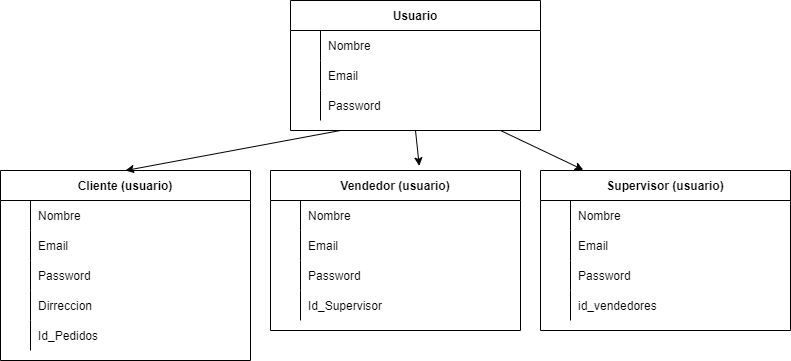 Usuario
Nombre
Email
Password
Cliente (usuario)
Nombre
Email
Password
Dirreccion
Id_Pedidos
Vendedor (usuario)
Nombre
Email
Password
Id_Supervisor
Supervisor (usuario)
Nombre
Email
Password
id_vendedores